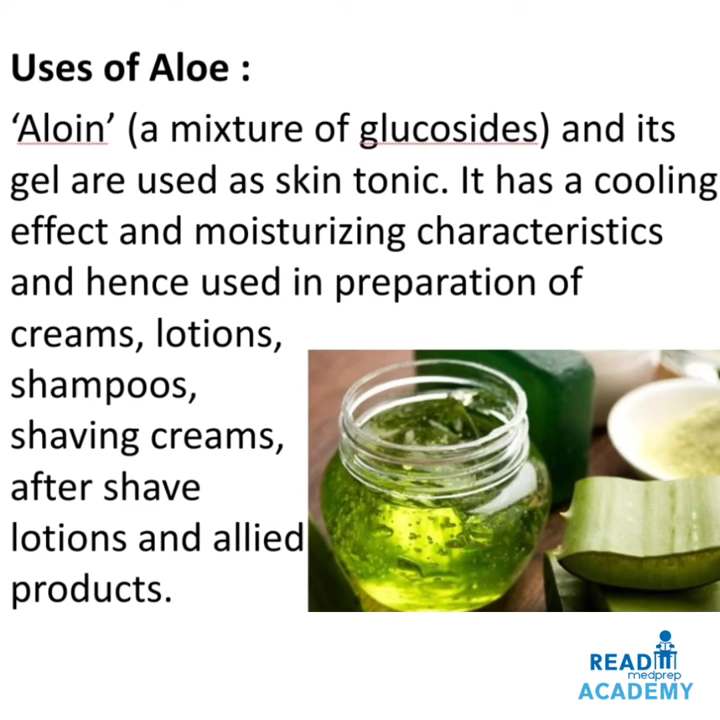 Uses of Aloe :
‘Aloin’ (a mixture of glucosides) and its
gel are used as skin tonic. It has a cooling
effect and moisturizing characteristics
and hence used in preparation of
creams, lotions,
shampoos,
shaving creams,
after shave
lotions and allied
products.
READ
medprep
ACADEMY